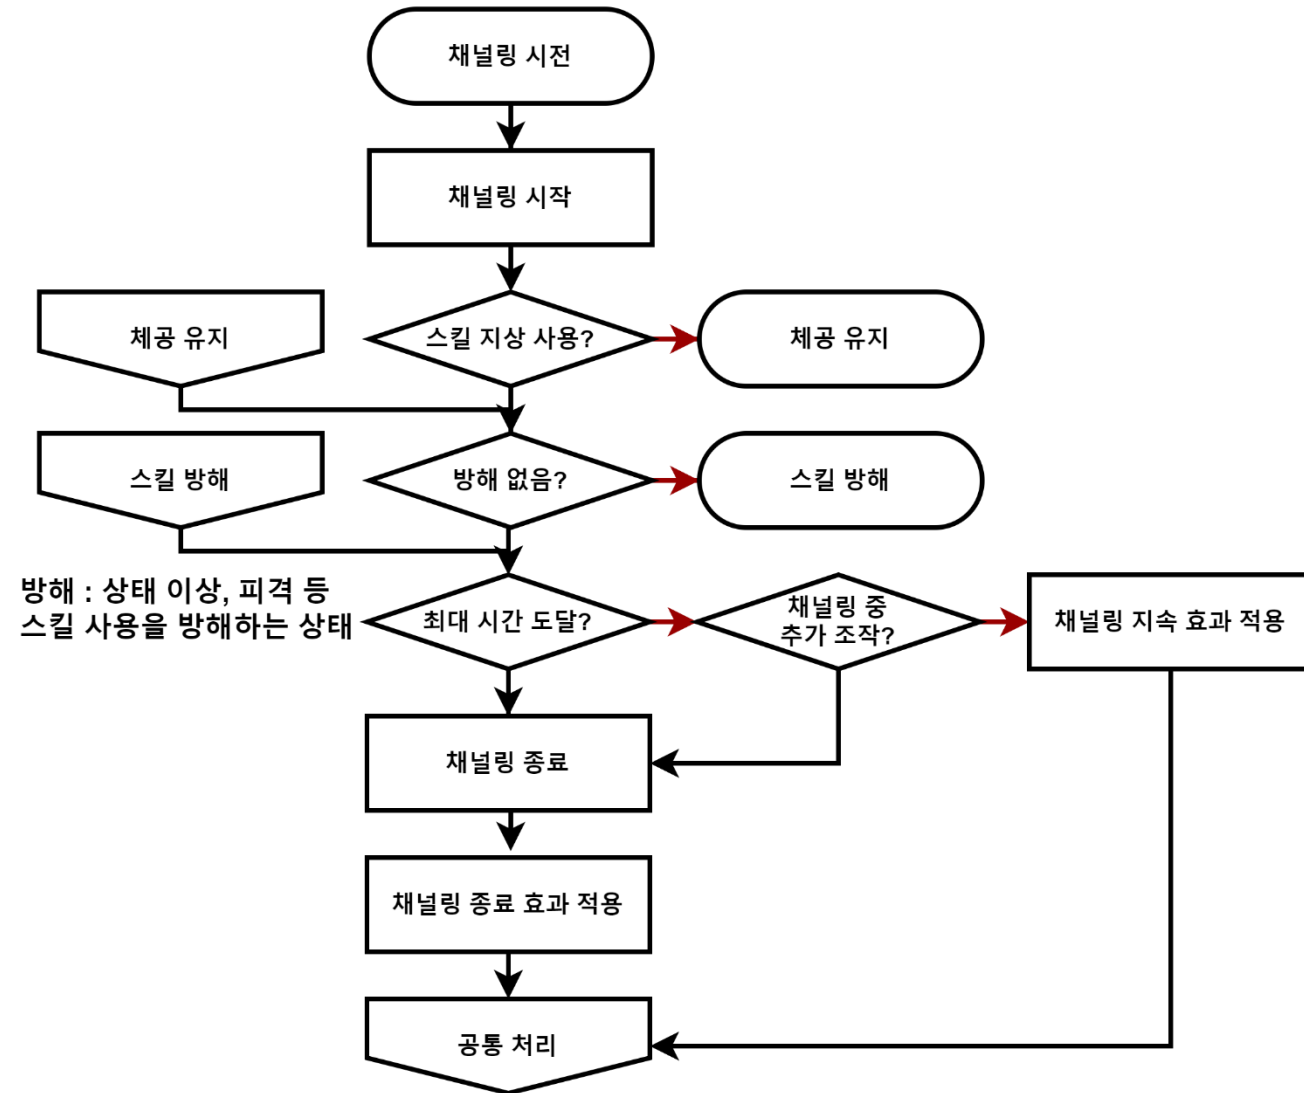 채널링 시전
채널링 시작
체공 유지
스킬 지상 사용?
체공 유지
스킬 방해
방해 없음?
스킬 방해
방해 : 상태 이상, 피격 등
스킬 사용을 방해하는 상태
최대 시간 도달?
채널링 중
추가 조작?
채널링 지속 효과 적용
채널링 종료
채널링 종료 효과 적용
공통 처리